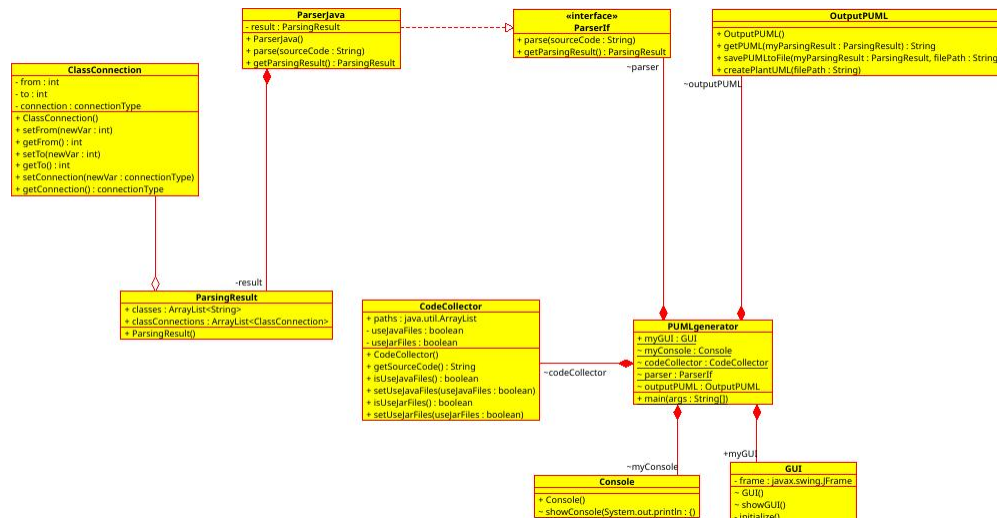 ParserJava
- result : ParsingResult
+ ParserJava()
+ parse(sourceCode : String)
+ getParsingResult() : ParsingResult
«interface»
ParserIf
+ parse(sourceCode : String)
+ getParsingResult() : ParsingResult
~parser
OutputPUML
+ OutputPUML()
+ getPUML(myParsingResult : ParsingResult) : String
+ savePUMLtoFile(myParsingResult : ParsingResult, filePath : String
+ createPlantUML(filePath : String)
~outputPUML
ClassConnection
- from : int
- to : int
- connection : connectionType
+ ClassConnection()
+ setFrom(newVar : int)
+ getFrom() : int
+ setTo(newVar : int)
+ getTo() : int
+ setConnection(newVar : connectionType)
+ getConnection() : connectionType
-result
ParsingResult
+ classes : ArrayList<String>
+ classConnections : ArrayList<ClassConnection>
+ ParsingResult()
CodeCollector
+ paths : java.util.ArrayList
- useJavaFiles : boolean
- useJarFiles : boolean
+ CodeCollector()
+ getSourceCode() : String
+ isUseJavaFiles() : boolean
+ setUseJavaFiles(useJavaFiles : boolean)
+ isUseJarFiles() : boolean
+ setUseJarFiles(useJarFiles : boolean)
~codeCollector
PUMLgenerator
+ myGUI : GUI
~ myConsole : Console
~ codeCollector : CodeCollector
~ parser : ParserIf
~ outputPUML : OutputPUML
+ main(args : String[])
~myConsole
+myGUI
Console
+ Console()
~ showConsole(System.out.println : {)
GUI
- frame : javax.swing.JFrame
~ GUI()
~ showGUI()
- initialize()